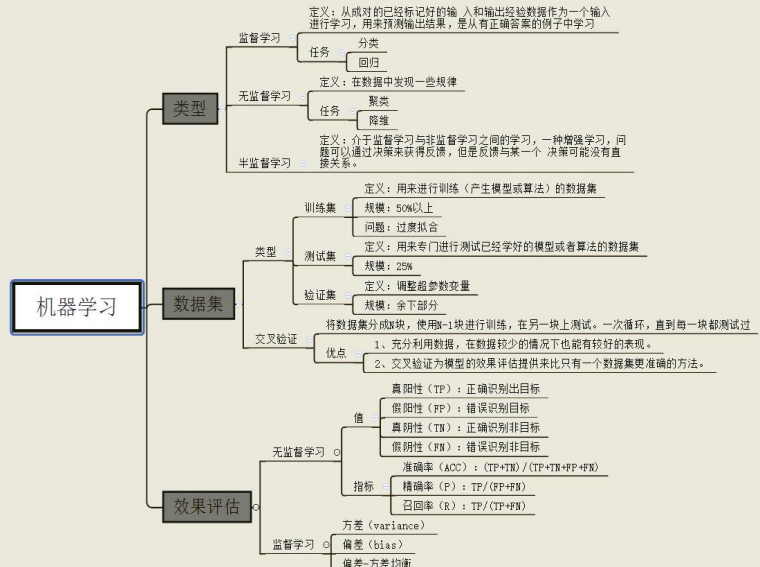 定义：从成对的已经标记好的输 入和输出经验数据作为一个输入
进行学习，用来预测输出结果，是从有正确答案的例子中学习
监督学习
分类
任务
回归
定义：在数据中发现一些规律
无监督学习
聚类
任务
降维
类型
定义：介于监督学习与非监督学习之间的学习，一种增强学习，问
题可以通过决策来获得反馈，但是反馈与某一个 决策可能没有直
接关系。
半监督学习
定义：用来进行训练（产生模型或算法）的数据集
训练集
规模：50%以上
问题：过度拟合
类型
定义：用来专门进行测试已经学好的模型或者算法的数据集
测试集
规模：25%
定义：调整超参数变量
验证集
规模：余下部分
机器学习
数据集
将数据集分成N块，使用N-1块进行训练，在另一块上测试。一次循环，直到每一块都测试过
交叉验证
1、充分利用数据，在数据较少的情况下也能有较好的表现。
优点
2、交叉验证为模型的效果评估提供来比只有一个数据集更准确的方法。
真阳性（TP）：正确识别出目标
假阳性（FP）：错误识别目标
值
真阴性（TN）：正确识别非目标
假阴性（FN）：错误识别非目标
无监督学习
准确率（ACC）：(TP+TN)/(TP+TN+FP+FN)
指标
精确率（P）：TP/(FP+FN)
召回率（R）：TP/(TP+FN)
效果评估
方差（variance）
监督学习
偏差（bias）
偏差-方差均衡